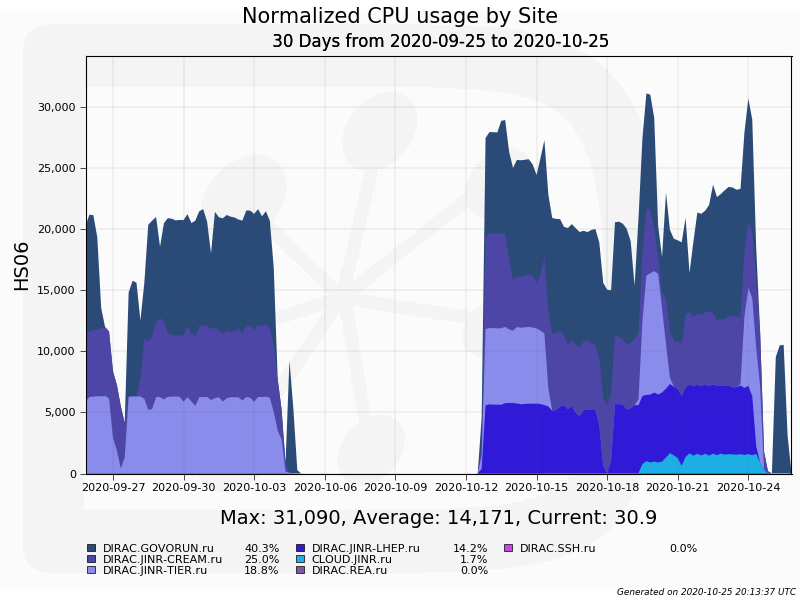 Normalized CPU usage by Site
30 Days from 2020-09-25 to 2020-10-25
HS06
30,000
25,000
20,000
15,000
10,000
5,000
0
2020-09-27 2020-09-30 2020-10-03 2020-10-06 2020-10-09 2020-10-12 2020-10-15 2020-10-18 2020-10-21 2020-10-24
Max: 31,090, Average: 14,171, Current: 30.9
DIRAC.GOVORUN.ru 40.3% DIRAC.JINR-LHEP.ru 14.2% DIRAC.SSH.ru 0.0%
DIRAC.JINR-CREAM.ru 25.0% CLOUD.JINR.ru 1.7%
DIRAC.JINR-TIER.ru 18.8% DIRAC.REA.ru 0.0%
Generated on 2020-10-25 20:13:37 UTC